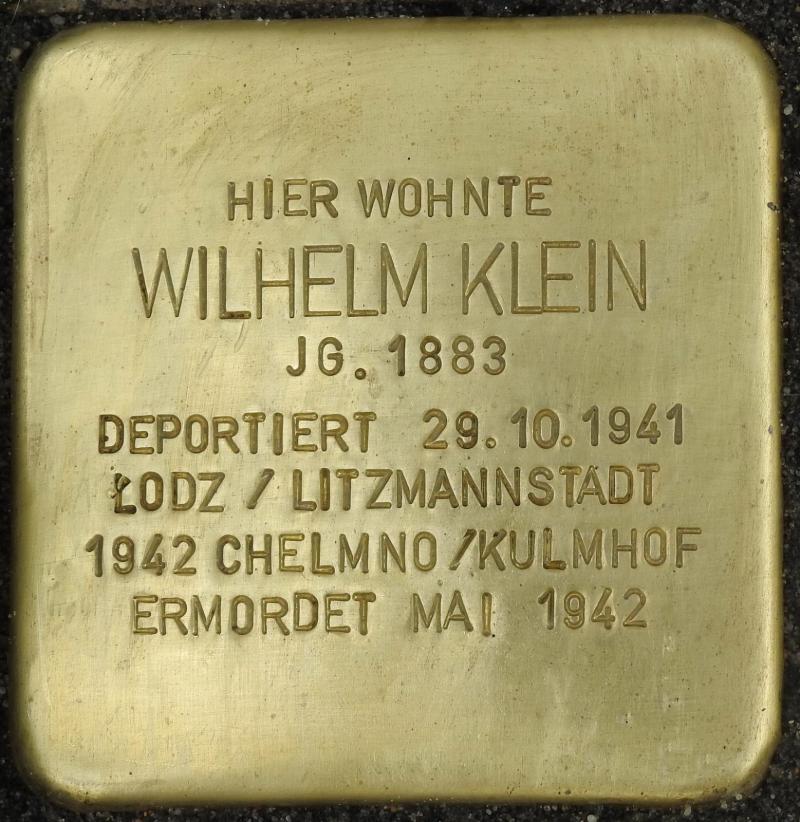 HIER WOHNTE
WILHELM KLEIN
JG. 1883
DEPORTIERT 29.10.1941
ŁODZ / LITZMANNSTADT
1942 CHELMNO/KULMHOF
ERMORDET MAI 1942